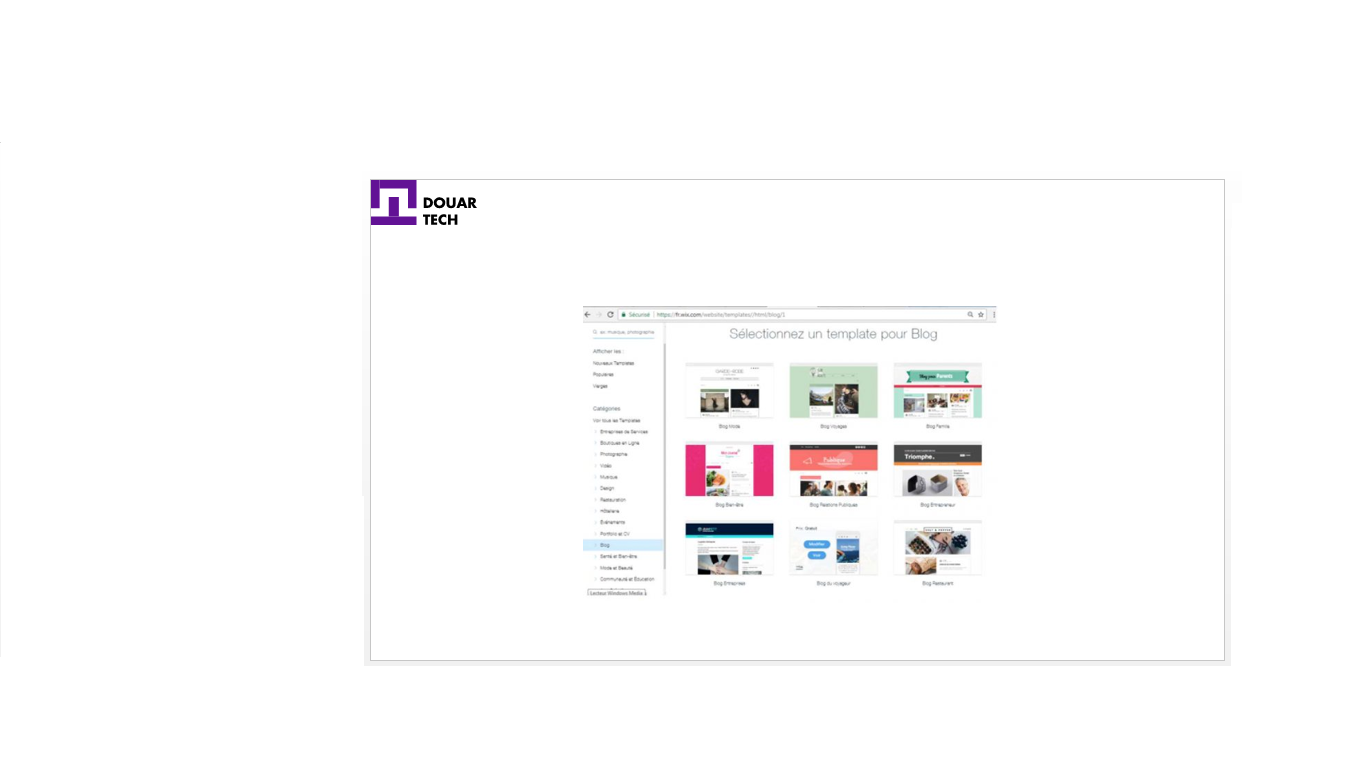 DOUAR
TECH
Sécurisé | https://fr.wix.com/website/templates/html/blog/1
ex. musique, photographe
Sélectionnez un template pour Blog
Afficher les :
Nouveaux Templates
Populaires
Vierges
Catégories
Voir tous les Templates
Entreprises de Services
Boutiques en Ligne
Photographie
Vidéo
Musique
Design
Restauration
Hôtellerie
Événements
Portfolio et CV
Blog
Santé et Bien-être
Mode et Beauté
Communauté et Éducation
Lecteur Windows Media
Blog Mode
Blog Voyages
Blog Famille
Blog Bien-être
Publique
Blog Relations Publiques
Triomphe.
Blog Entrepreneur
Blog Entreprises
Blog du voyageur
Blog Restaurant